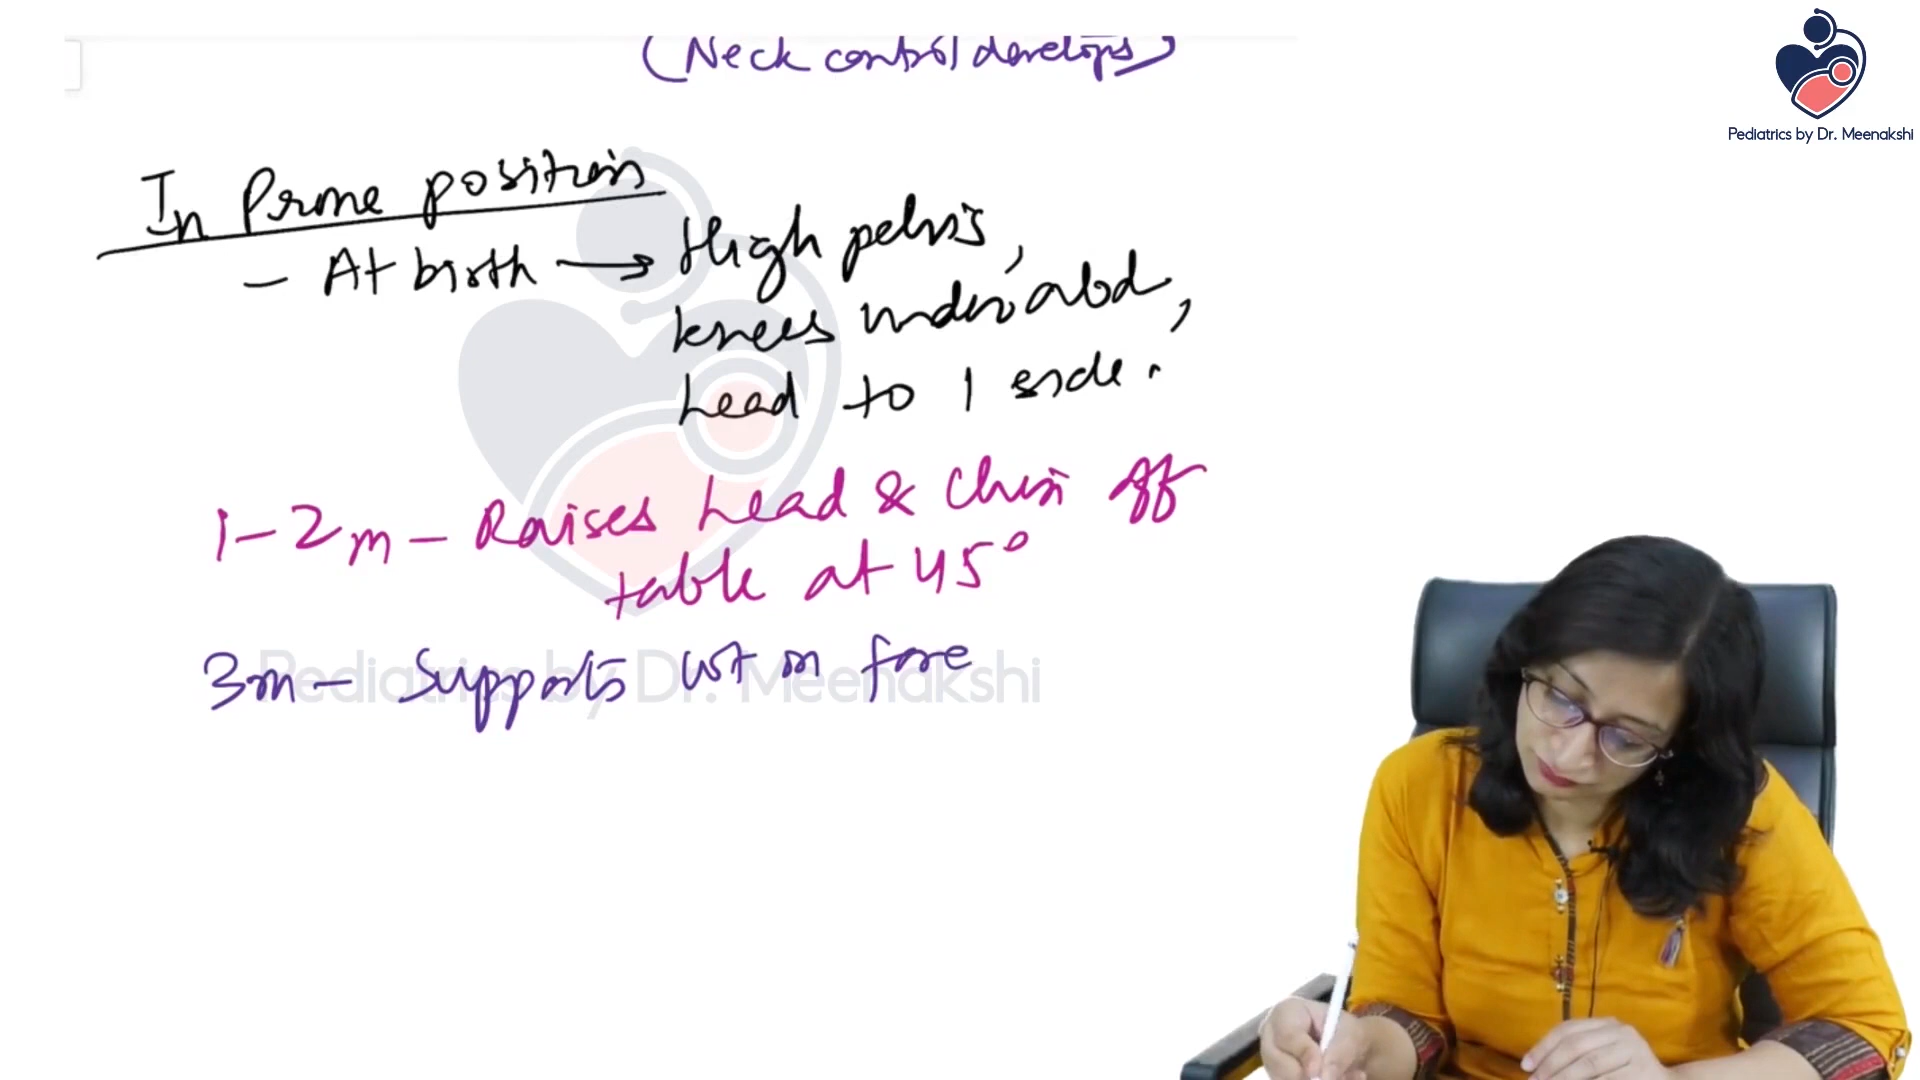 (Neck control develops)
Pediatrics by Dr. Meenakshi
In Prone position
- At birth → High pelvis,
knees under abd,
head to 1 side.
1-2m - Raises head & Chin off
table at 45°
3m - Supports wt on fore
Pediatrics by Dr. Meenakshi